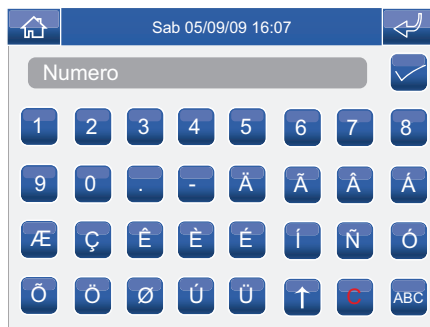 Sab 05/09/09 16:07
Numero
1 2 3 4 5 6 7 8
9 0 . - Ä Ã Â Á
Æ Ç Ê È É Í Ñ Ó
Õ Ö Ø Ú Ü ↑ C ABC